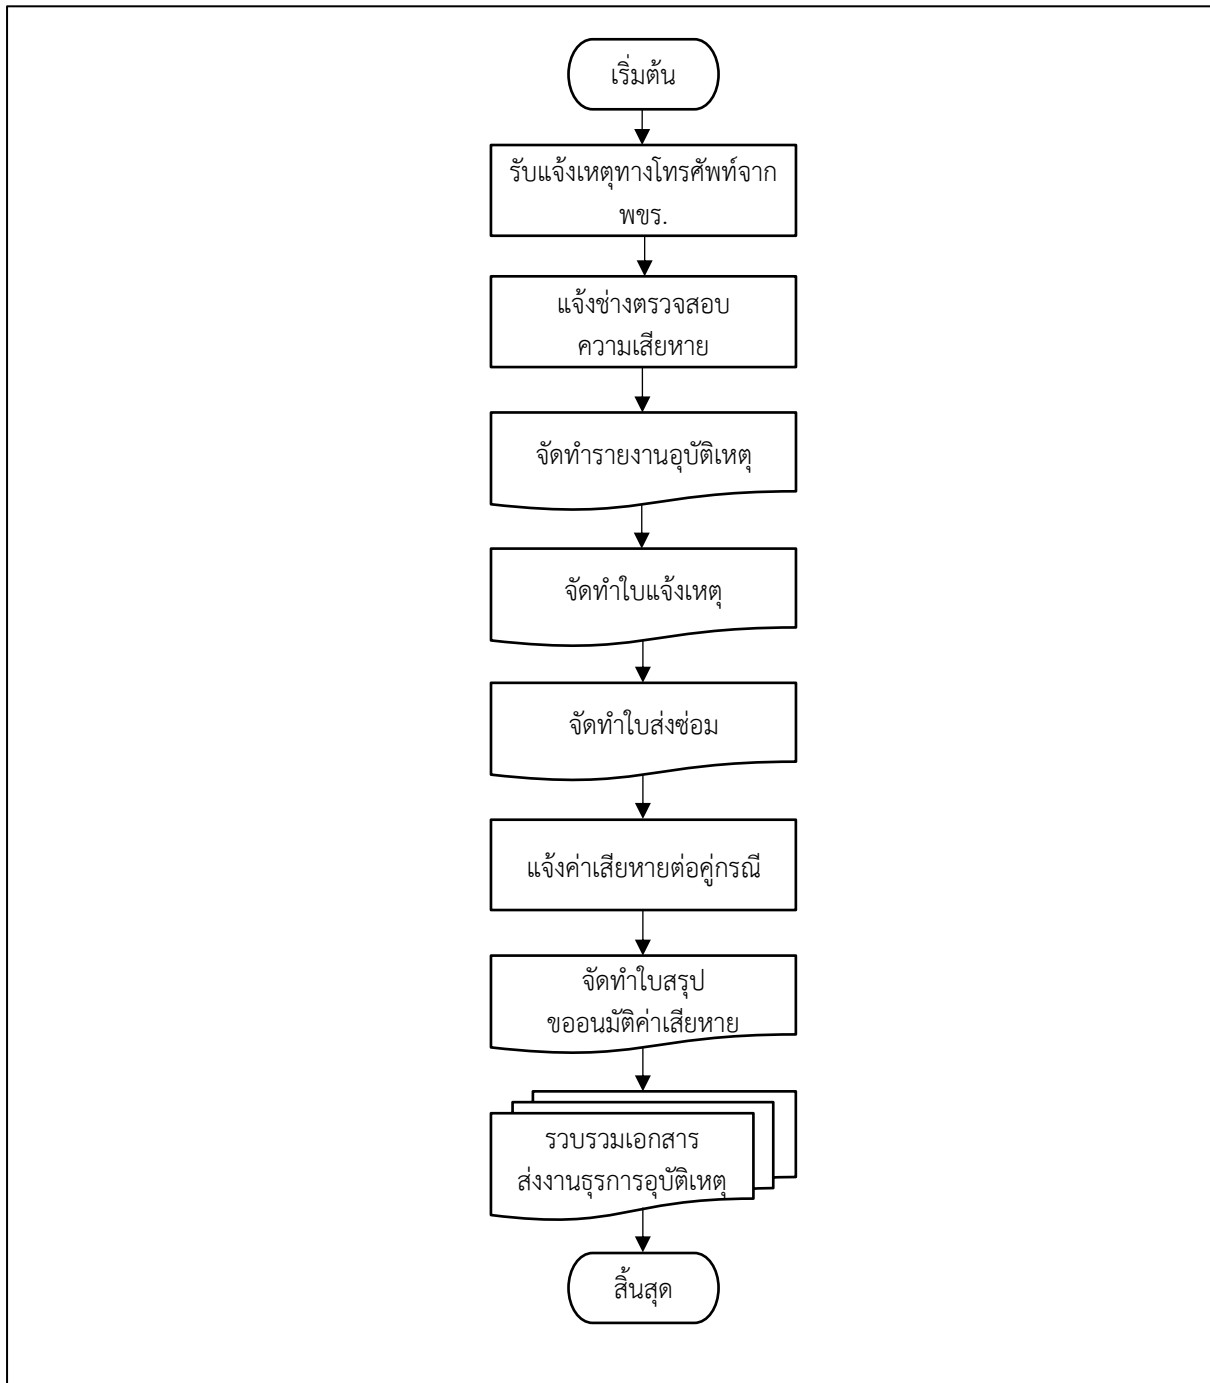 เริ่มต้น
รับแจ้งเหตุทางโทรศัพท์จาก
พขร.
แจ้งช่างตรวจสอบ
ความเสียหาย
จัดทำรายงานอุบัติเหตุ
จัดทำใบแจ้งเหตุ
จัดทำใบส่งซ่อม
แจ้งค่าเสียหายต่อคู่กรณี
จัดทำใบสรุป
ขออนมัติค่าเสียหาย
รวบรวมเอกสาร
ส่งงานธุรการอุบัติเหตุ
สิ้นสุด